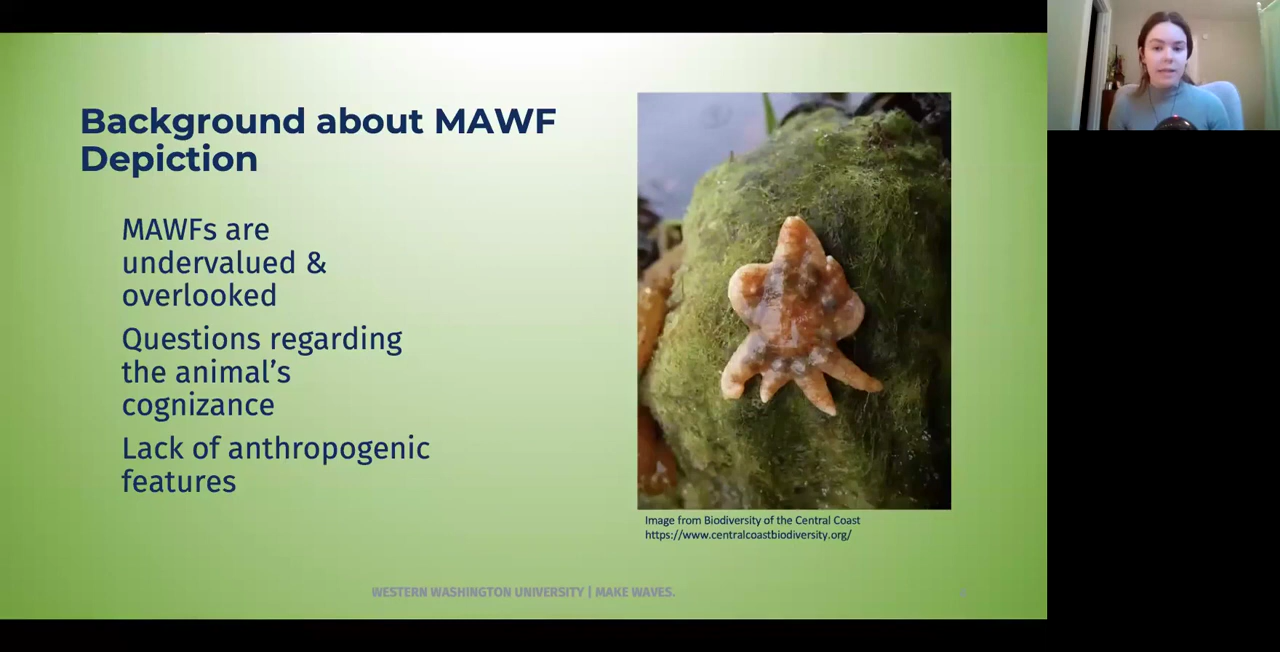 Background about MAWF
Depiction
MAWFs are
undervalued &
overlooked
Questions regarding
the animal's
cognizance
Lack of anthropogenic
features
Image from Biodiversity of the Central Coast
https://www.centralcoastbiodiversity.org/
WESTERN WASHINGTON UNIVERSITY | MAKE WAVES.